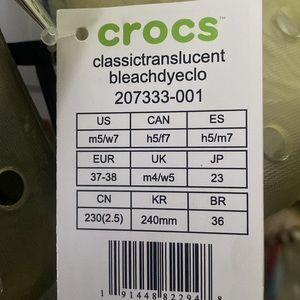 crocs™
classictranslucent
bleachdyeclo
207333-001
US CAN ES
m5/w7 h5/f7 h5/m7
EUR UK JP
37-38 m4/w5 23
CN KR BR
230(2.5) 240mm 36